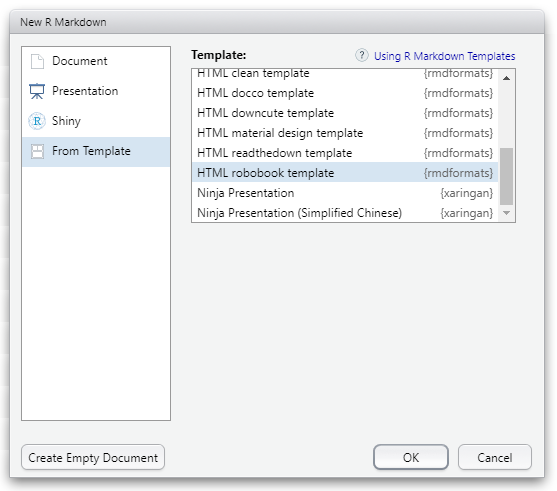 New R Markdown
Document
Presentation
Shiny
From Template
Template:
? Using R Markdown Templates
HTML clean template {rmdformats}
HTML docco template {rmdformats}
HTML downcute template {rmdformats}
HTML material design template {rmdformats}
HTML readthedown template {rmdformats}
HTML robobook template {rmdformats}
Ninja Presentation {xaringan}
Ninja Presentation (Simplified Chinese) {xaringan}
Create Empty Document
OK
Cancel